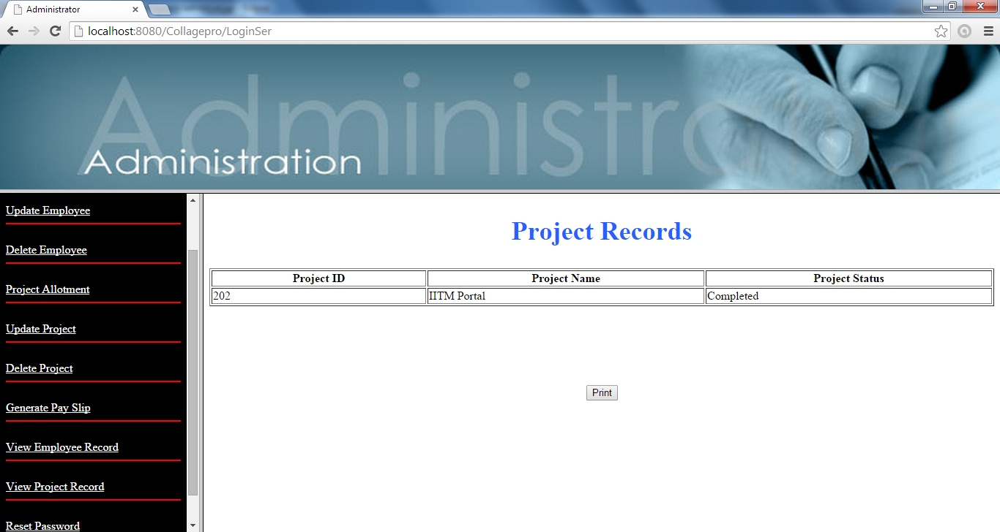 Administrator
localhost:8080/Collagepro/LoginSer
Administra
Administration
Update Employee
Delete Employee
Project Allotment
Update Project
Delete Project
Generate Pay Slip
View Employee Record
View Project Record
Reset Password
Project Records
Project ID Project Name Project Status
202 IITM Portal Completed
Print